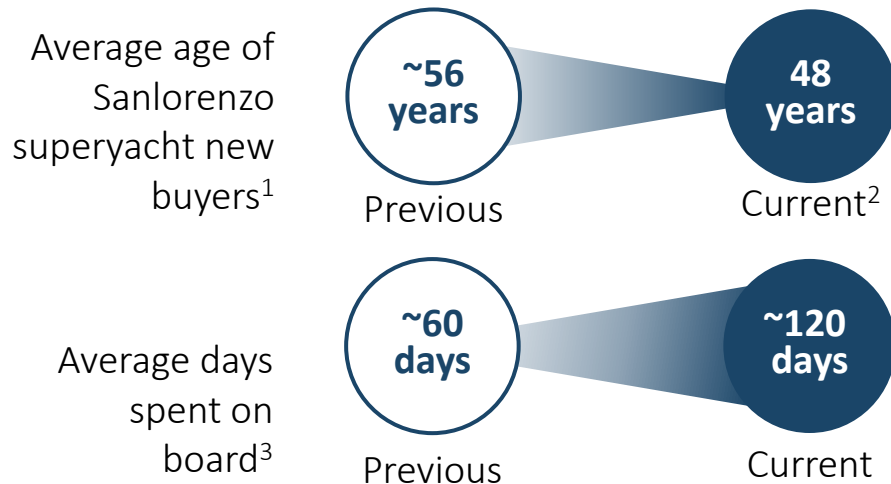 Average age of
Sanlorenzo
superyacht new
buyers¹
~56
years
Previous
48
years
Current²
Average days
spent on
board³
~60
days
Previous
~120
days
Current